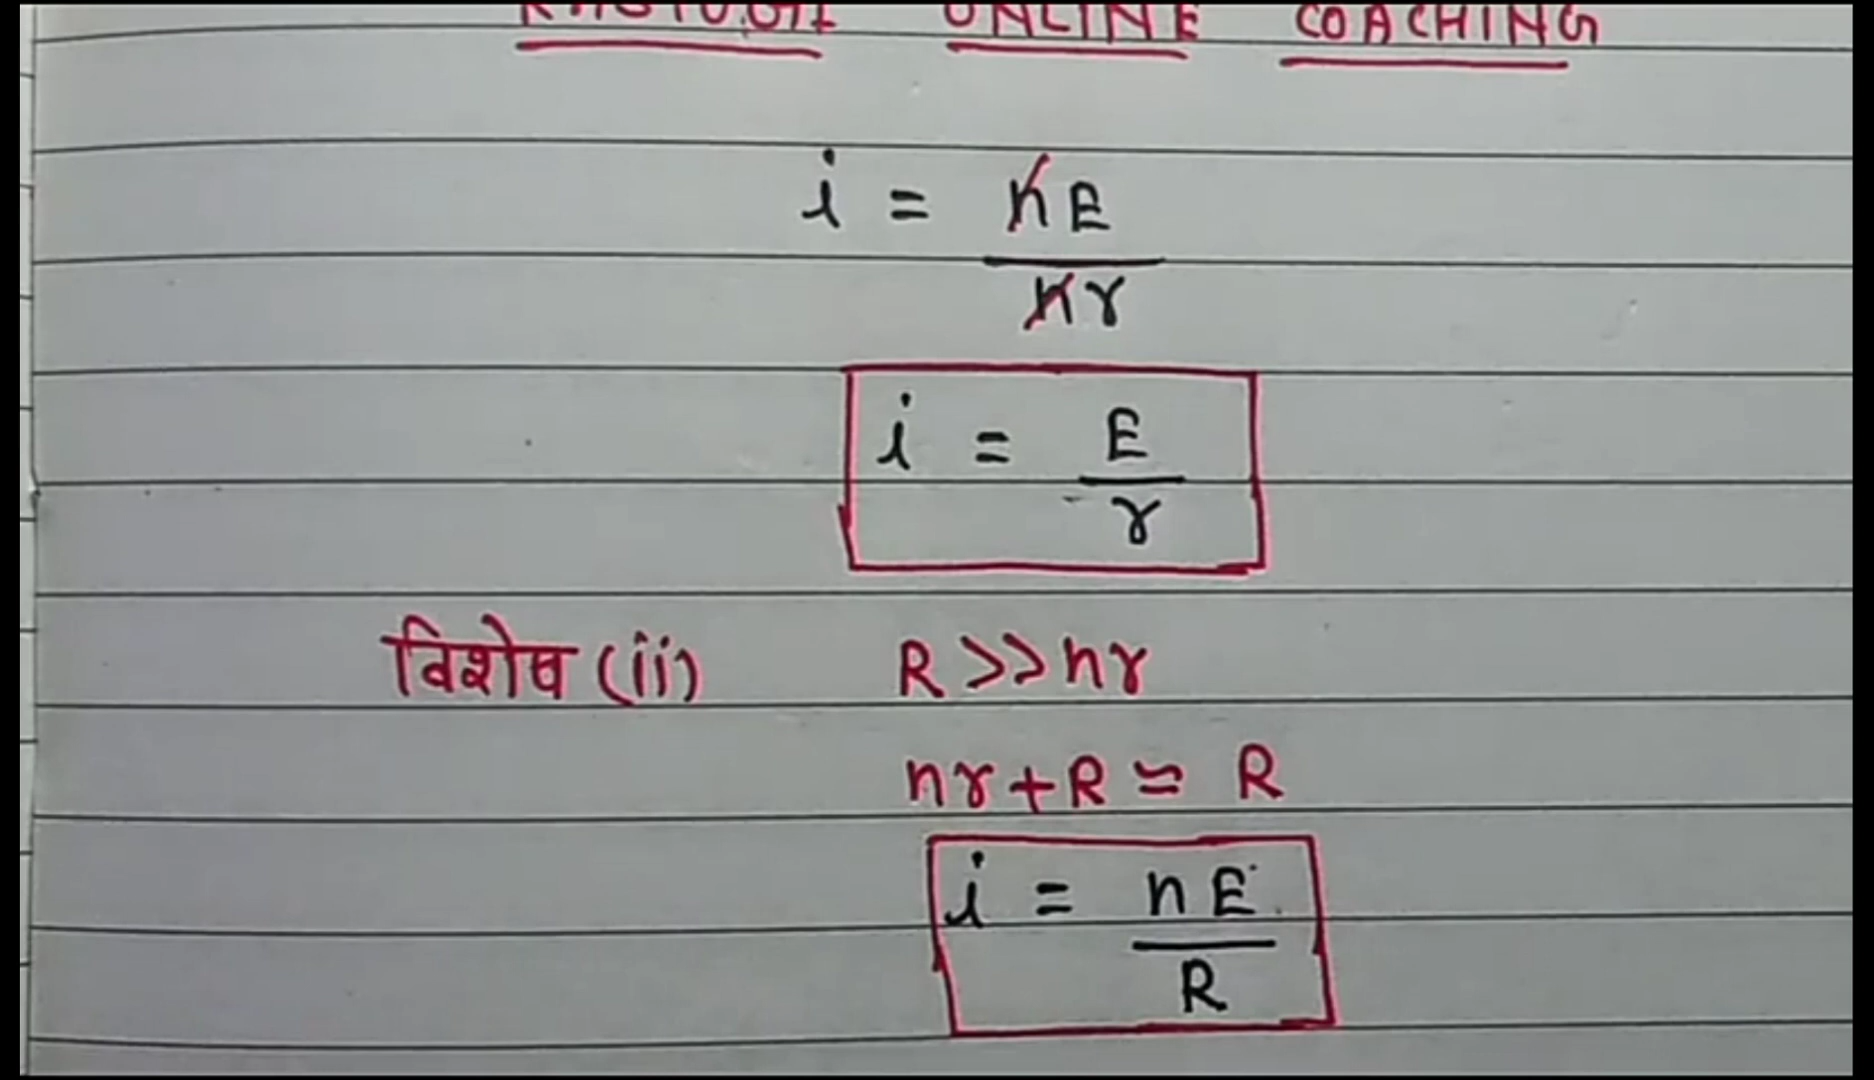 ONLINE COACHING
i = nE
nr
i = E
r
विशेष (ii) R >> nr
nr + R ≃ R
i = nE
R